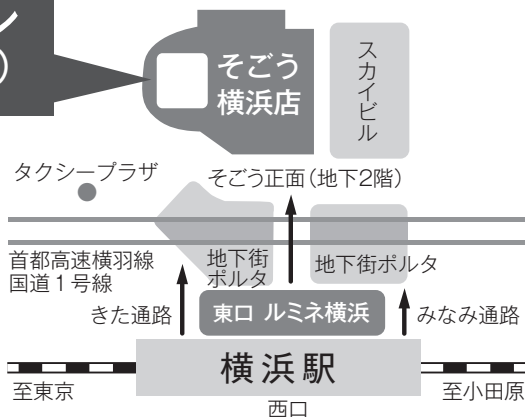 そごう
横浜店
スカイビル
タクシープラザ
そごう正面(地下2階)
首都高速横羽線
国道1号線
地下街
ポルタ
地下街ポルタ
きた通路
東口 ルミネ横浜
みなみ通路
横浜駅
至東京
至小田原
西口